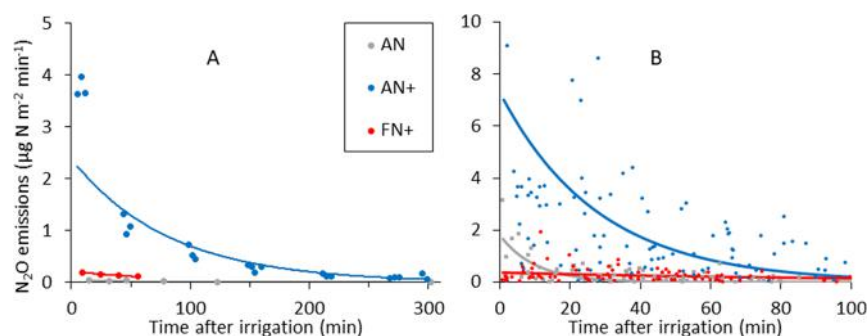 5
4
3
2
1
0
0
100
200
300
N₂O emissions (µg N m⁻² min⁻¹)
Time after irrigation (min)
A
AN
AN+
FN+
10
8
6
4
2
0
0
20
40
60
80
100
Time after irrigation (min)
B